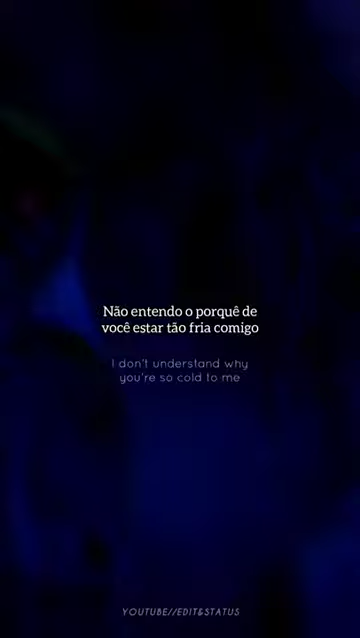 Não entendo o porquê de
você estar tão fria comigo
I don't understand why
you're so cold to me
YOUTUBE//EDIT&STATUS